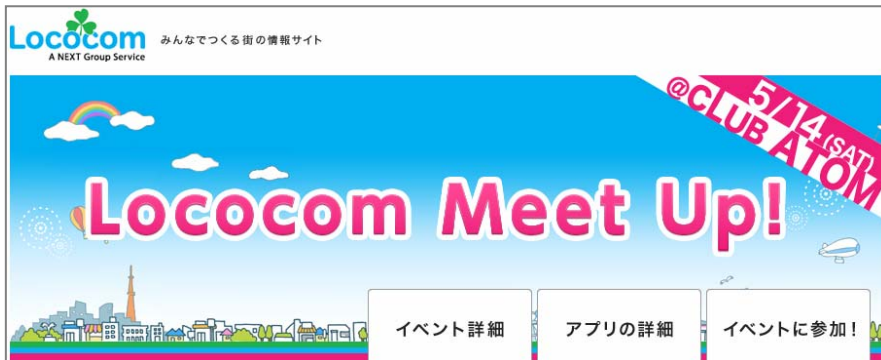 Lococom
A NEXT Group Service
みんなでつくる街の情報サイト
5/14(SAT)
@CLUB ATOM
Lococom Meet Up!
イベント詳細
アプリの詳細
イベントに参加!